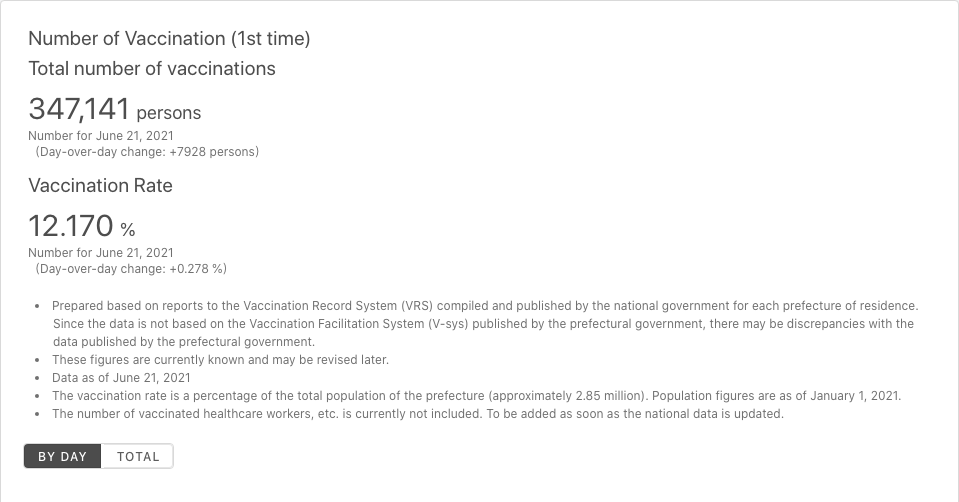 Number of Vaccination (1st time)
Total number of vaccinations
347,141 persons
Number for June 21, 2021
(Day-over-day change: +7928 persons)
Vaccination Rate
12.170 %
Number for June 21, 2021
(Day-over-day change: +0.278 %)
• Prepared based on reports to the Vaccination Record System (VRS) compiled and published by the national government for each prefecture of residence.
Since the data is not based on the Vaccination Facilitation System (V-sys) published by the prefectural government, there may be discrepancies with the
data published by the prefectural government.
• These figures are currently known and may be revised later.
• Data as of June 21, 2021
• The vaccination rate is a percentage of the total population of the prefecture (approximately 2.85 million). Population figures are as of January 1, 2021.
• The number of vaccinated healthcare workers, etc. is currently not included. To be added as soon as the national data is updated.
BY DAY TOTAL